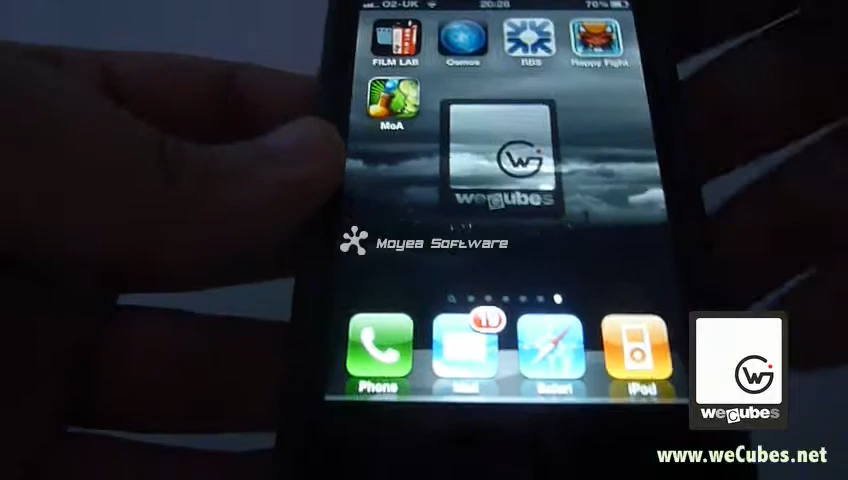 O2-UK 20:26 76%
FILM LAB Osmos RBS Happy Fight
MoA
wecubes
Moyea Software
10
Phone Mail Safari iPod
wecubes
www.weCubes.net